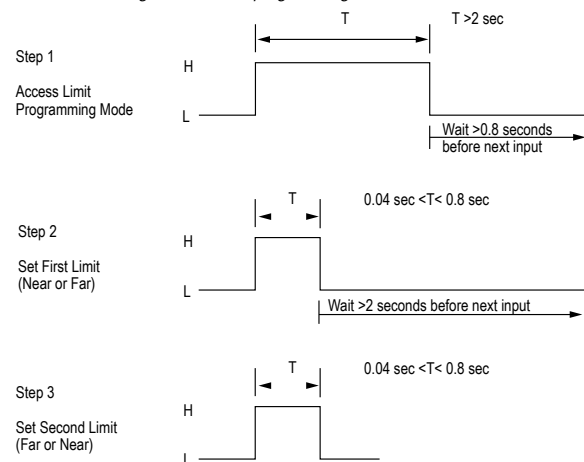 T
T >2 sec
Step 1
H
Access Limit
Programming Mode
L
Wait >0.8 seconds
before next input
T
0.04 sec <T< 0.8 sec
Step 2
H
Set First Limit
(Near or Far)
L
Wait >2 seconds before next input
T
0.04 sec <T< 0.8 sec
Step 3
H
Set Second Limit
(Far or Near)
L